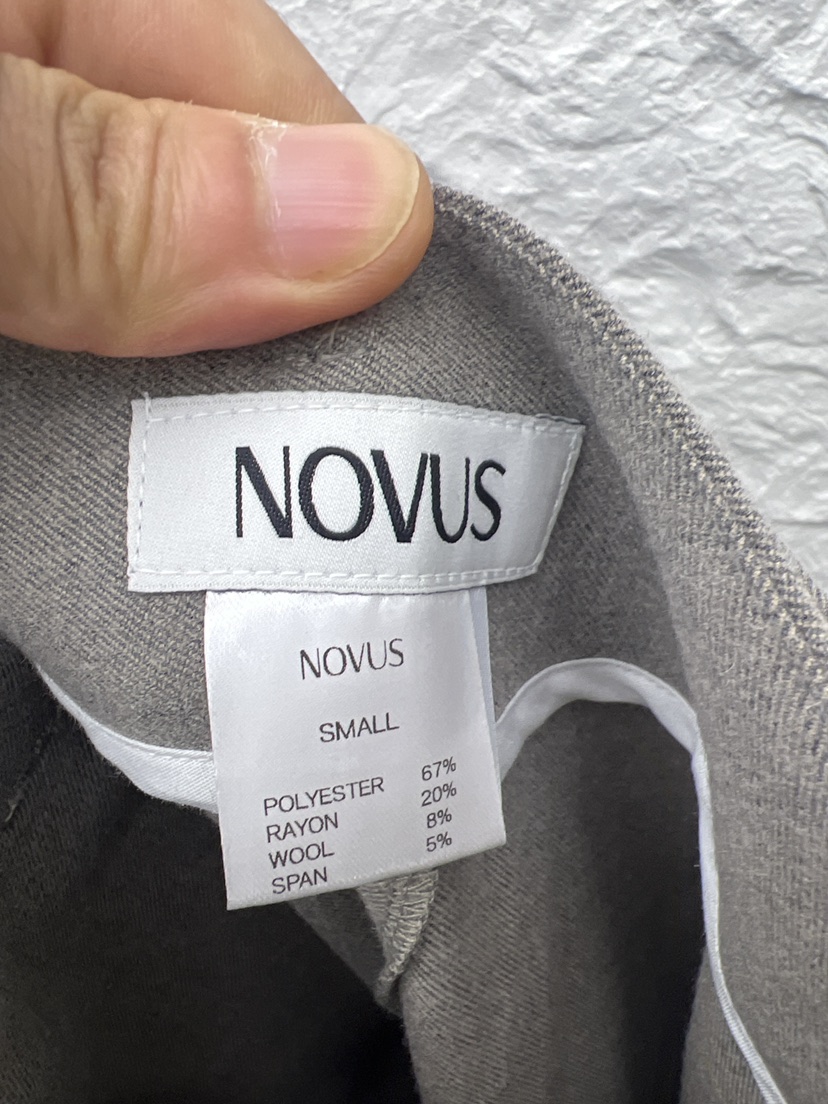 NOVUS
NOVUS
SMALL
POLYESTER 67%
RAYON 20%
WOOL 8%
SPAN 5%